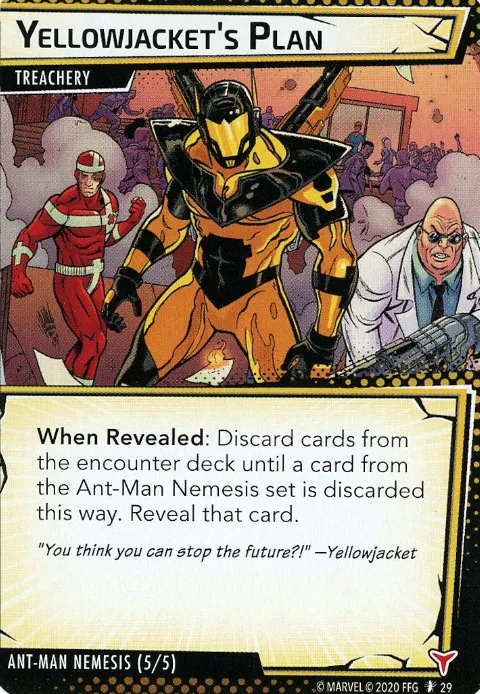 YELLOWJACKET'S PLAN
TREACHERY
When Revealed: Discard cards from
the encounter deck until a card from
the Ant-Man Nemesis set is discarded
this way. Reveal that card.
"You think you can stop the future?!" —Yellowjacket
ANT-MAN NEMESIS (5/5)
© MARVEL © 2020 FFG 29